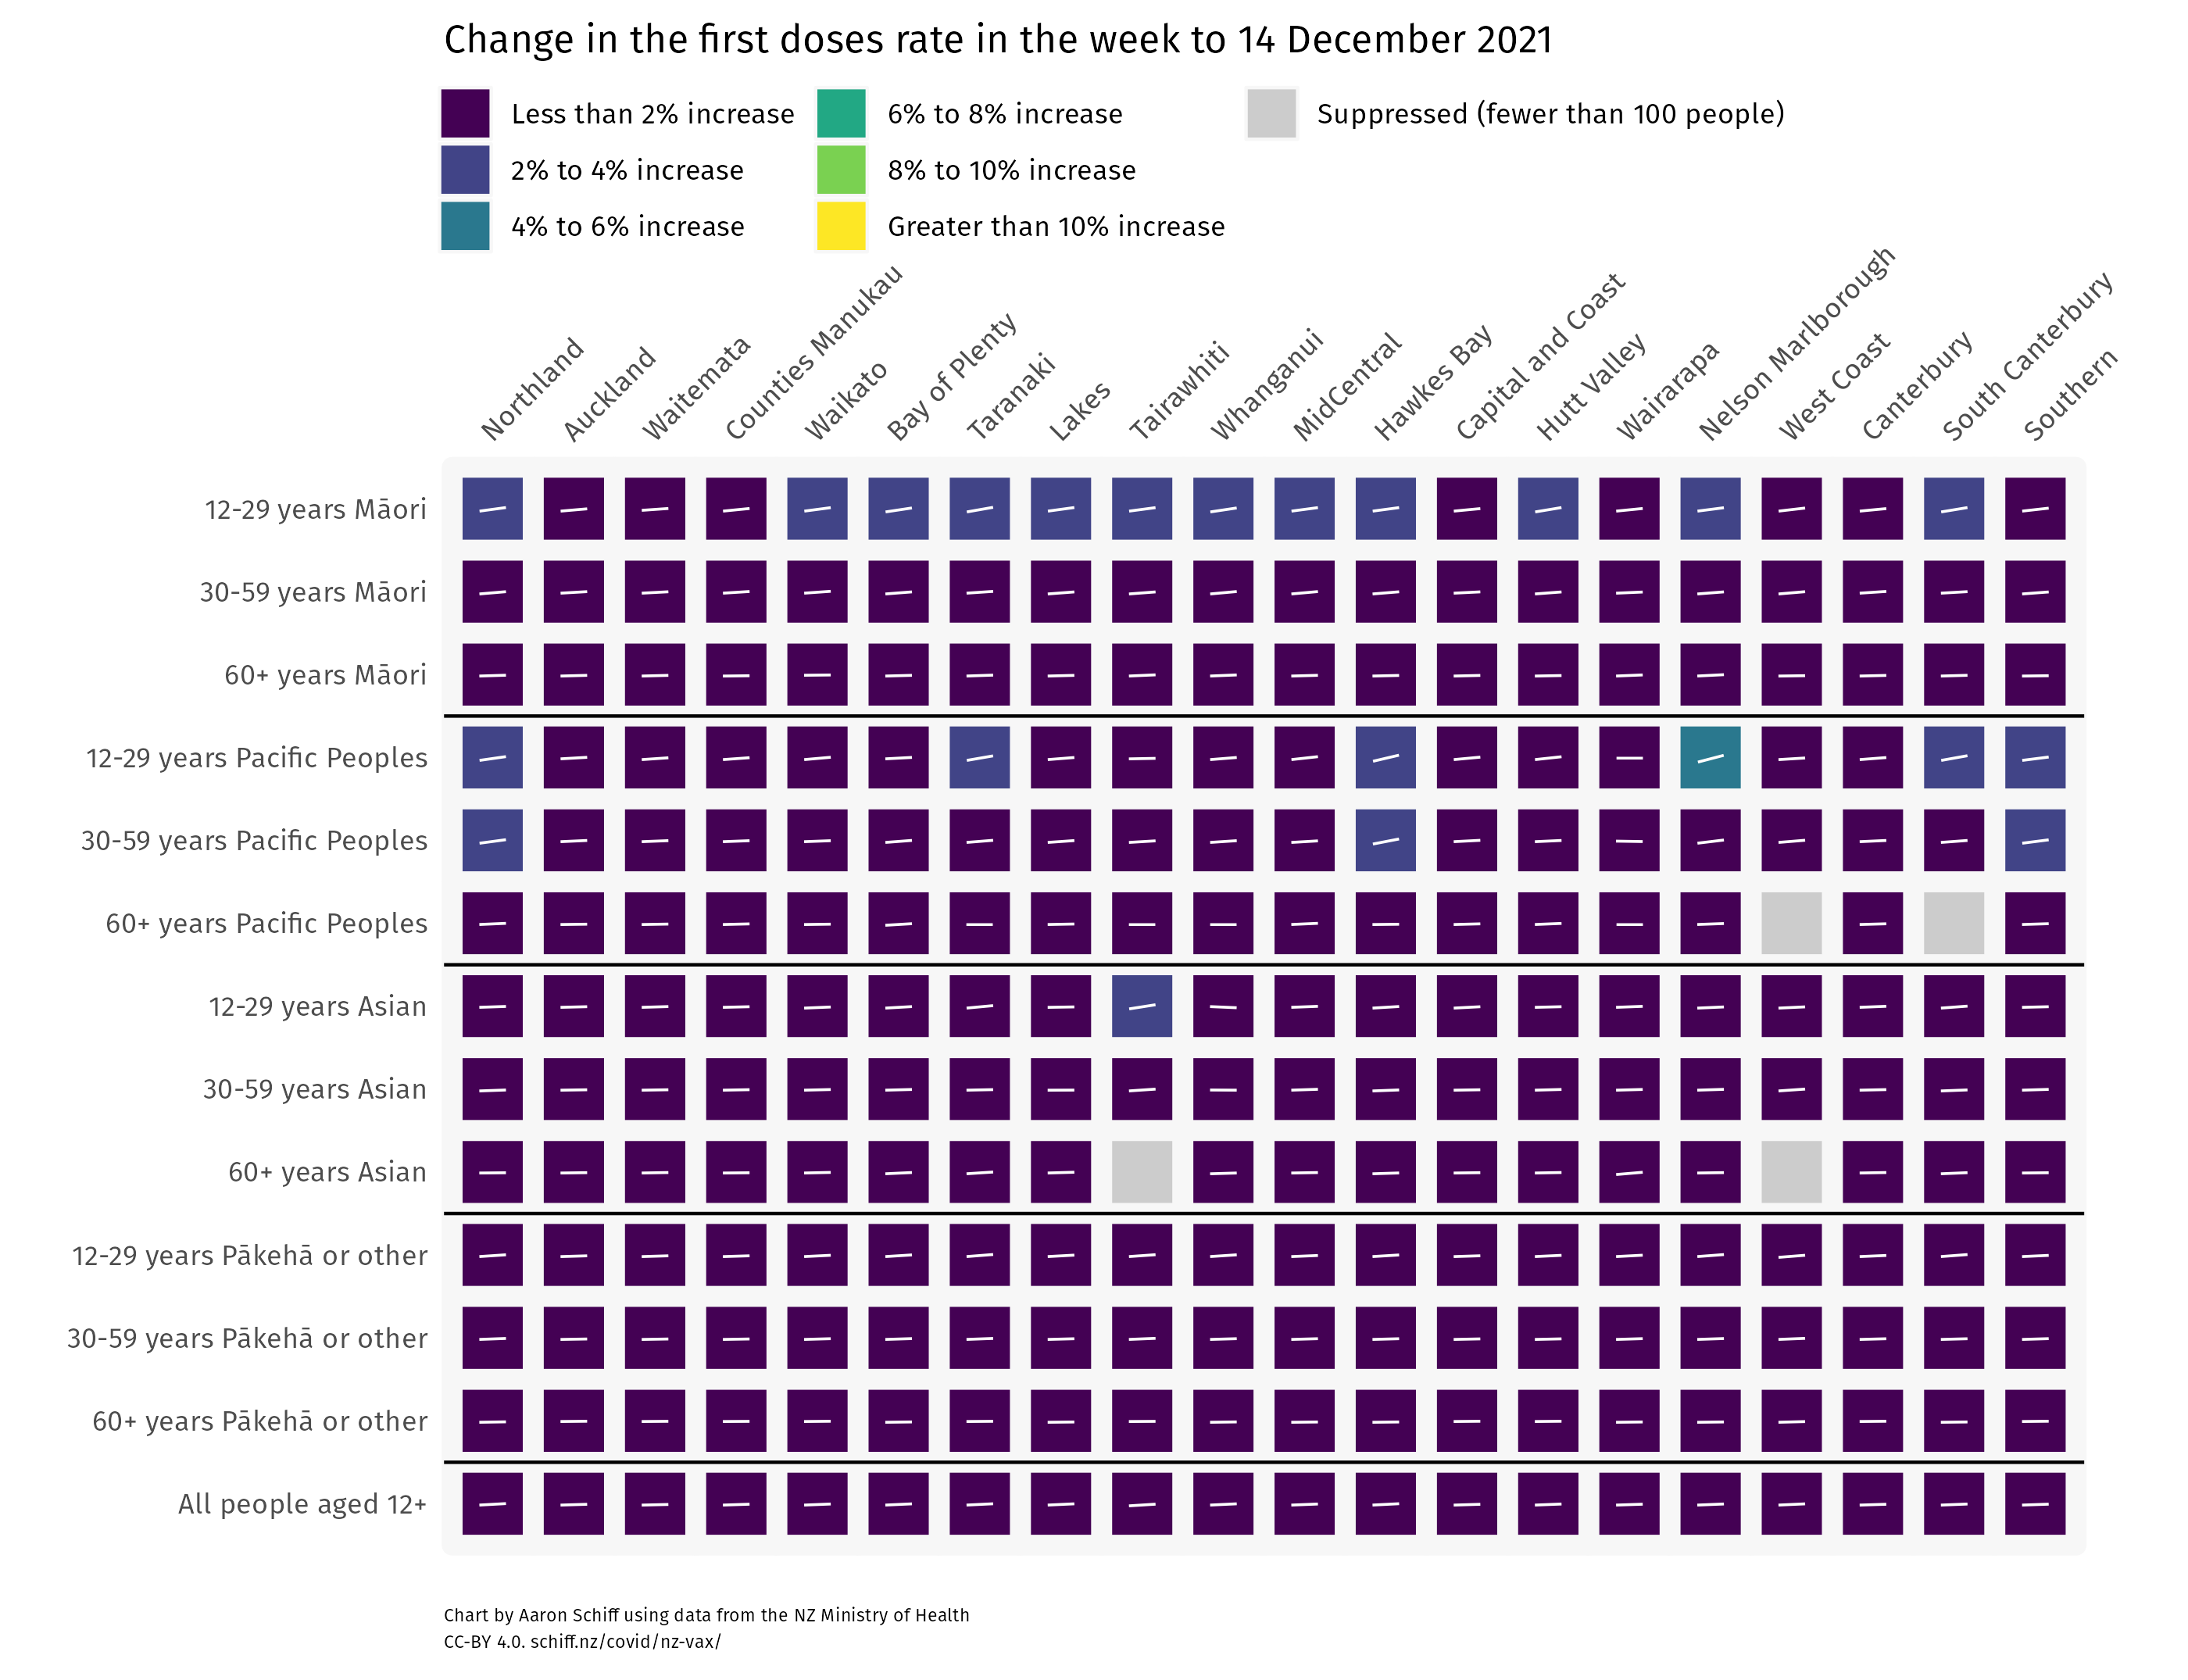 Change in the first doses rate in the week to 14 December 2021
Less than 2% increase
2% to 4% increase
4% to 6% increase
6% to 8% increase
8% to 10% increase
Greater than 10% increase
Suppressed (fewer than 100 people)
Northland
Auckland
Waitemata
Counties Manukau
Waikato
Bay of Plenty
Taranaki
Lakes
Tairawhiti
Whanganui
MidCentral
Hawkes Bay
Capital and Coast
Hutt Valley
Wairarapa
Nelson Marlborough
West Coast
Canterbury
South Canterbury
Southern
12-29 years Māori
30-59 years Māori
60+ years Māori
12-29 years Pacific Peoples
30-59 years Pacific Peoples
60+ years Pacific Peoples
12-29 years Asian
30-59 years Asian
60+ years Asian
12-29 years Pākehā or other
30-59 years Pākehā or other
60+ years Pākehā or other
All people aged 12+
Chart by Aaron Schiff using data from the NZ Ministry of Health
CC-BY 4.0. schiff.nz/covid/nz-vax/